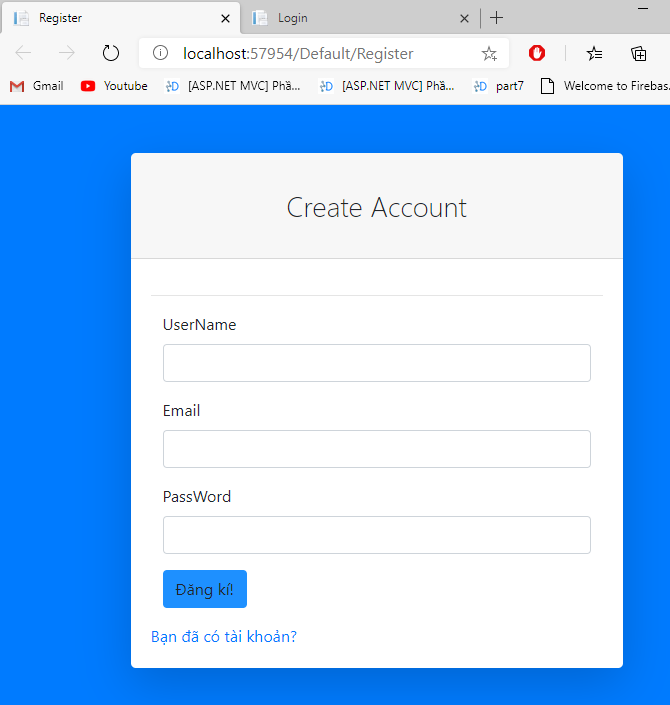 Register
Login
localhost:57954/Default/Register
Gmail
Youtube
[ASP.NET MVC] Phầ...
[ASP.NET MVC] Phầ...
part7
Welcome to Firebas.
Create Account
UserName
Email
PassWord
Đăng kí!
Bạn đã có tài khoản?